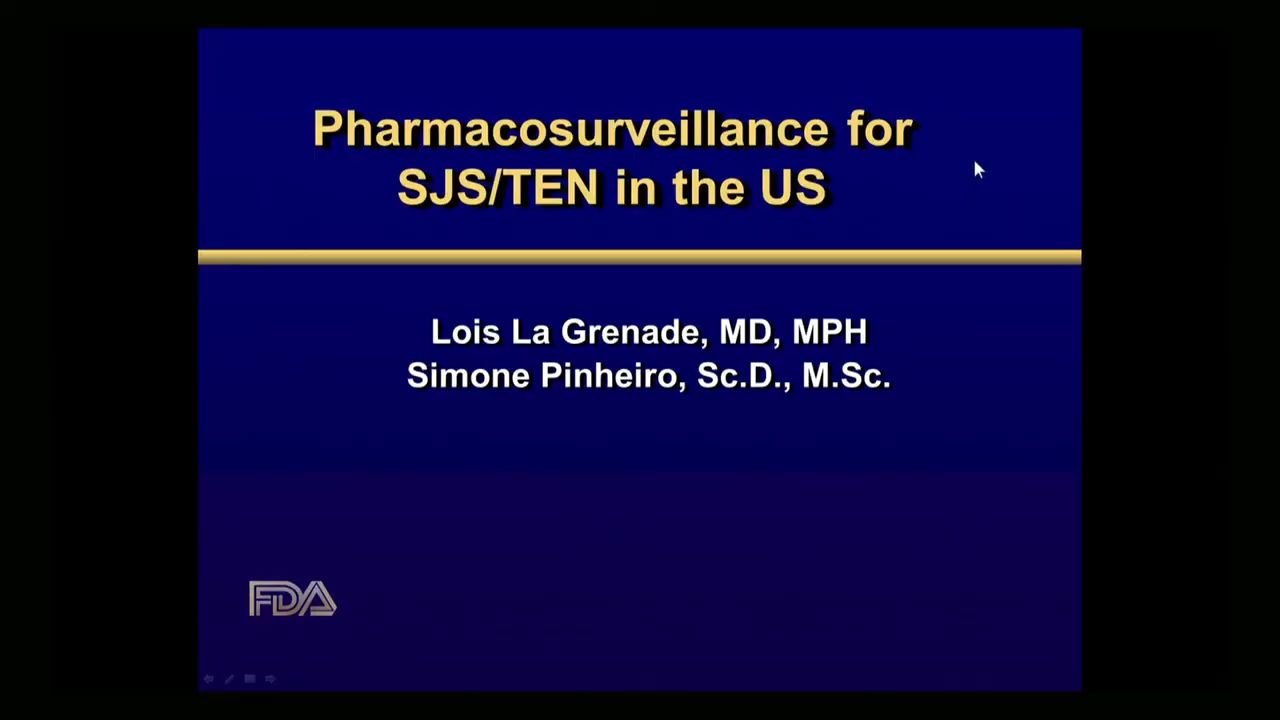 Pharmacosurveillance for
SJS/TEN in the US
Lois La Grenade, MD, MPH
Simone Pinheiro, Sc.D., M.Sc.
FDA